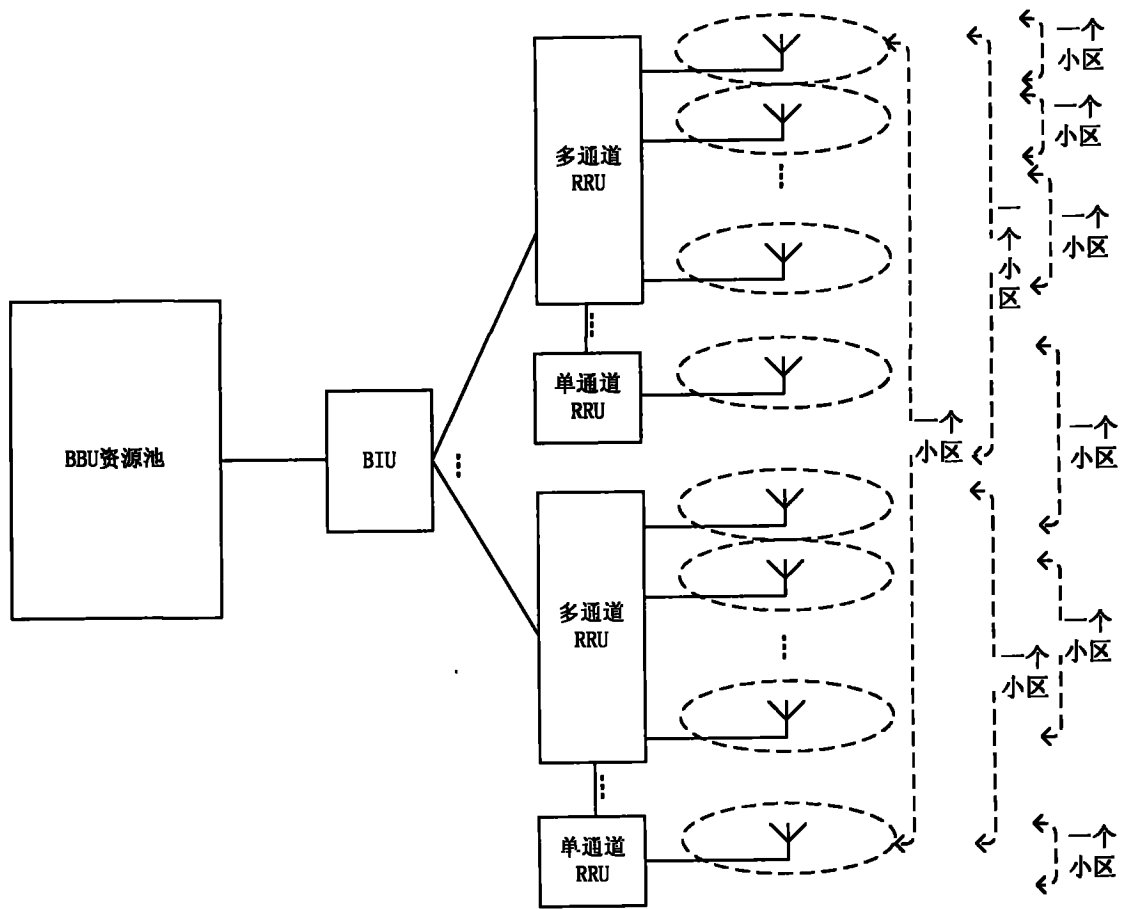 一个
小区
一个
小区
多通道
RRU
一
个
小
区
一个
小区
单通道
RRU
一个
小区
一个
小区
BBU资源池
BIU
多通道
RRU
一个
小区
一个
小区
单通道
RRU
一个
小区